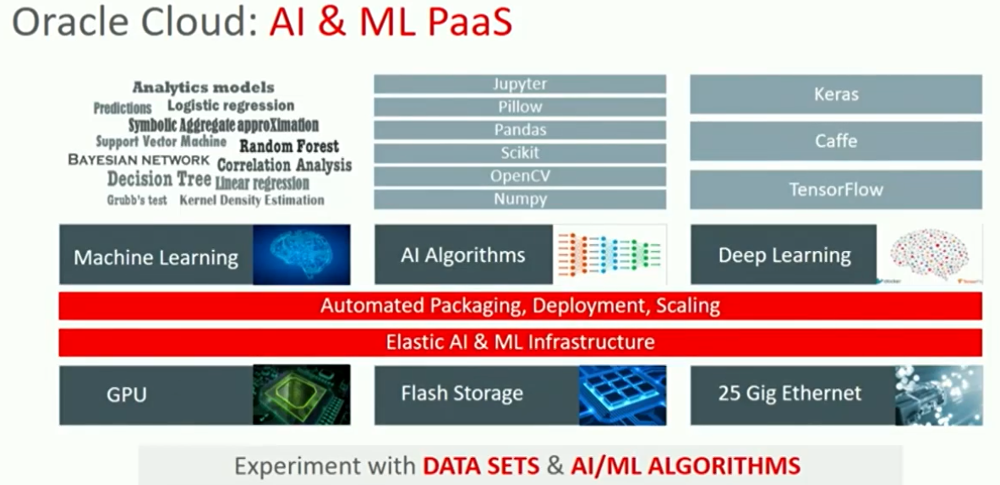 Oracle Cloud: AI & ML PaaS
Analytics models
Predictions Logistic regression
Symbolic Aggregate approXimation
Support Vector Machine Random Forest
BAYESIAN NETWORK Correlation Analysis
Decision Tree Linear regression
Grubb's test Kernel Density Estimation
Jupyter
Pillow
Pandas
Scikit
OpenCV
Numpy
Keras
Caffe
TensorFlow
Machine Learning
AI Algorithms
Deep Learning
Automated Packaging, Deployment, Scaling
Elastic AI & ML Infrastructure
GPU
Flash Storage
25 Gig Ethernet
Experiment with DATA SETS & AI/ML ALGORITHMS